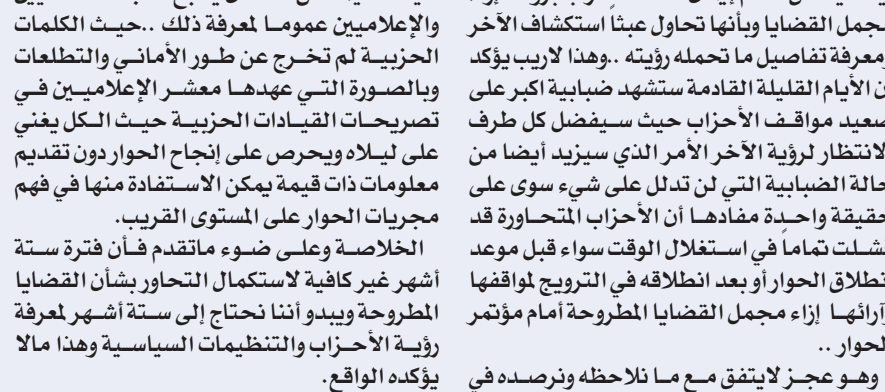 مجمل القضايا وبأنها تحاول عبثاً استكشاف الآخر
ومعرفة تفاصيل ما تحمله رؤيته ..وهذا لاريب يؤكد
الأيام القليلة القادمة ستشهد ضبابية اكبر على
صعيد مواقف الأحزاب حيث سيفضل كل طرف
الانتظار لرؤية الآخر الأمر الذي سيزيد أيضا من
حالة الضبابية التي لن تدلل على شيء سوى على
حقيقة واحدة مفادها أن الأحزاب المتحاورة قد
فشلت تماماً في استغلال الوقت سواء قبل موعد
انطلاق الحوار أو بعد انطلاقه في الترويج لمواقفها
وآرائها إزاء مجمل القضايا المطروحة أمام مؤتمر
الحوار ..
وهو عجز لايتفق مع ما نلاحظه ونرصده في
والإعلاميين عموما لمعرفة ذلك ..حيث الكلمات
الحزبية لم تخرج عن طور الأماني والتطلعات
وبالصورة التي عهدها معشر الإعلاميين في
تصريحات القيادات الحزبية حيث الكل يغني
على ليلاه ويحرص على إنجاح الحوار دون تقديم
معلومات ذات قيمة يمكن الاستفادة منها في فهم
مجريات الحوار على المستوى القريب.
الخلاصة وعلى ضوء ماتقدم فأن فترة ستة
أشهر غير كافية لاستكمال التحاور بشأن القضايا
المطروحة ويبدو أننا نحتاج إلى ستة أشهر لمعرفة
رؤية الأحزاب والتنظيمات السياسية وهذا مالا
يؤكده الواقع.